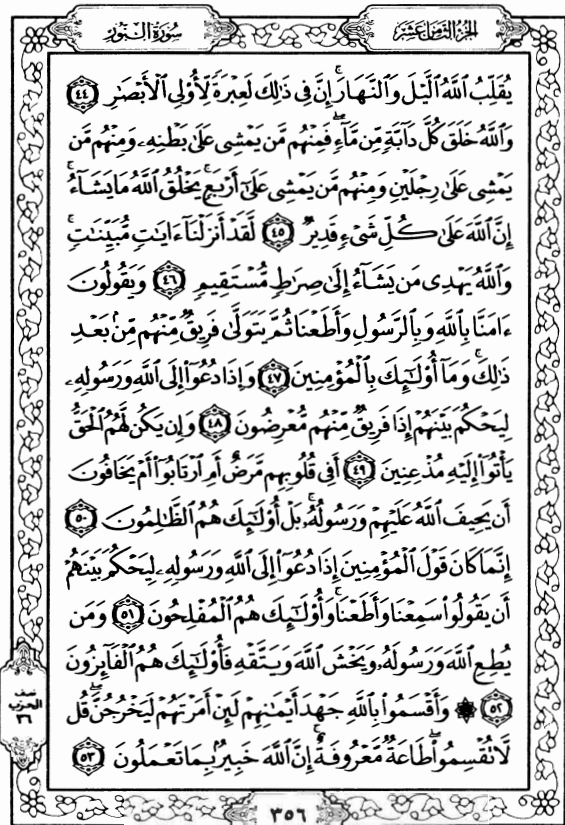 الجزء الثامن عشر
سورة النور
يُقَلِّبُ ٱللَّهُ ٱلَّيْلَ وَٱلنَّهَارَۚ إِنَّ فِى ذَٰلِكَ لَعِبْرَةً لِّأُو۟لِى ٱلْأَبْصَٰرِ ٤٤
وَٱللَّهُ خَلَقَ كُلَّ دَآبَّةٍ مِّن مَّآءٍۖ فَمِنْهُم مَّن يَمْشِى عَلَىٰ بَطْنِهِۦ وَمِنْهُم مَّن
يَمْشِى عَلَىٰ رِجْلَيْنِ وَمِنْهُم مَّن يَمْشِى عَلَىٰٓ أَرْبَعٍۚ يَخْلُقُ ٱللَّهُ مَا يَشَآءُۚ
إِنَّ ٱللَّهَ عَلَىٰ كُلِّ شَىْءٍ قَدِيرٌ ٤٥ لَّقَدْ أَنزَلْنَآ ءَايَٰتٍ مُّبَيِّنَٰتٍۚ
وَٱللَّهُ يَهْدِى مَن يَشَآءُ إِلَىٰ صِرَٰطٍ مُّسْتَقِيمٍ ٤٦ وَيَقُولُونَ
ءَامَنَّا بِٱللَّهِ وَبِٱلرَّسُولِ وَأَطَعْنَا ثُمَّ يَتَوَلَّىٰ فَرِيقٌ مِّنْهُم مِّنۢ بَعْدِ
ذَٰلِكَۚ وَمَآ أُو۟لَٰٓئِكَ بِٱلْمُؤْمِنِينَ ٤٧ وَإِذَا دُعُوٓا۟ إِلَى ٱللَّهِ وَرَسُولِهِۦ
لِيَحْكُمَ بَيْنَهُمْ إِذَا فَرِيقٌ مِّنْهُم مُّعْرِضُونَ ٤٨ وَإِن يَكُن لَّهُمُ ٱلْحَقُّ
يَأْتُوٓا۟ إِلَيْهِ مُذْعِنِينَ ٤٩ أَفِى قُلُوبِهِم مَّرَضٌ أَمِ ٱرْتَابُوٓا۟ أَمْ يَخَافُونَ
أَن يَحِيفَ ٱللَّهُ عَلَيْهِمْ وَرَسُولُهُۥۚ بَلْ أُو۟لَٰٓئِكَ هُمُ ٱلظَّٰلِمُونَ ٥٠
إِنَّمَا كَانَ قَوْلَ ٱلْمُؤْمِنِينَ إِذَا دُعُوٓا۟ إِلَى ٱللَّهِ وَرَسُولِهِۦ لِيَحْكُمَ بَيْنَهُمْ
أَن يَقُولُوا۟ سَمِعْنَا وَأَطَعْنَاۚ وَأُو۟لَٰٓئِكَ هُمُ ٱلْمُفْلِحُونَ ٥١ وَمَن
يُطِعِ ٱللَّهَ وَرَسُولَهُۥ وَيَخْشَ ٱللَّهَ وَيَتَّقْهِ فَأُو۟لَٰٓئِكَ هُمُ ٱلْفَآئِزُونَ
٥٢ ۞ وَأَقْسَمُوا۟ بِٱللَّهِ جَهْدَ أَيْمَٰنِهِمْ لَئِنْ أَمَرْتَهُمْ لَيَخْرُجُنَّۖ قُل
لَّا تُقْسِمُوا۟ۖ طَاعَةٌ مَّعْرُوفَةٌۚ إِنَّ ٱللَّهَ خَبِيرٌۢ بِمَا تَعْمَلُونَ ٥٣
نصف
الحزب
٣٦
٣٥٦